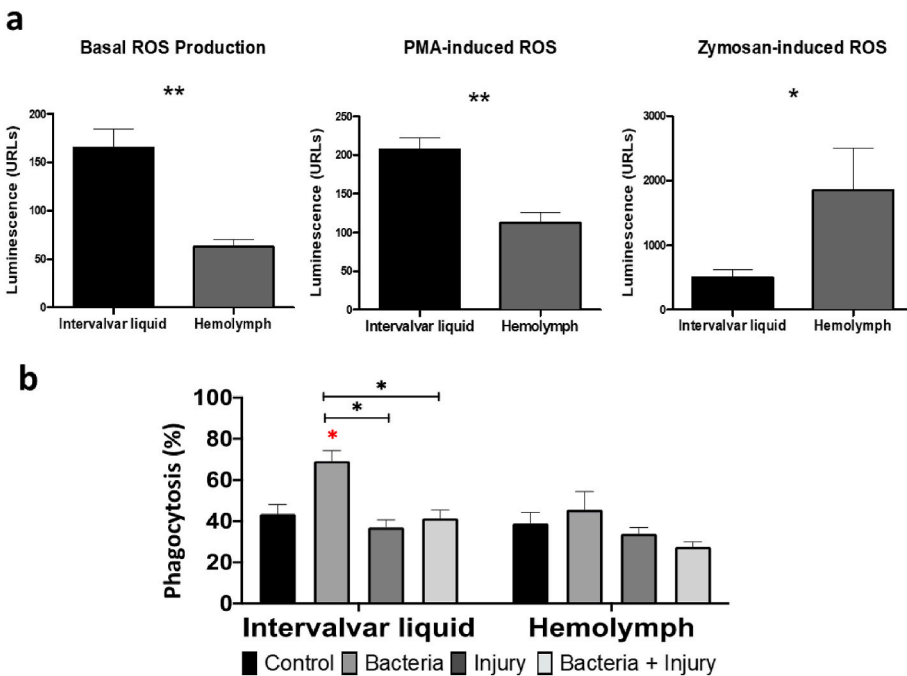 a
Basal ROS Production
PMA-induced ROS
Zymosan-induced ROS
**
**
*
Luminescence (URLs)
200
150
100
50
0
Intervalvar liquid Hemolymph
Luminescence (URLs)
250
200
150
100
50
0
Intervalvar liquid Hemolymph
Luminescence (URLs)
3000
2000
1000
0
Intervalvar liquid Hemolymph
b
Phagocytosis (%)
100
80
60
40
20
0
*
*
*
Intervalvar liquid Hemolymph
Control Bacteria Injury Bacteria + Injury